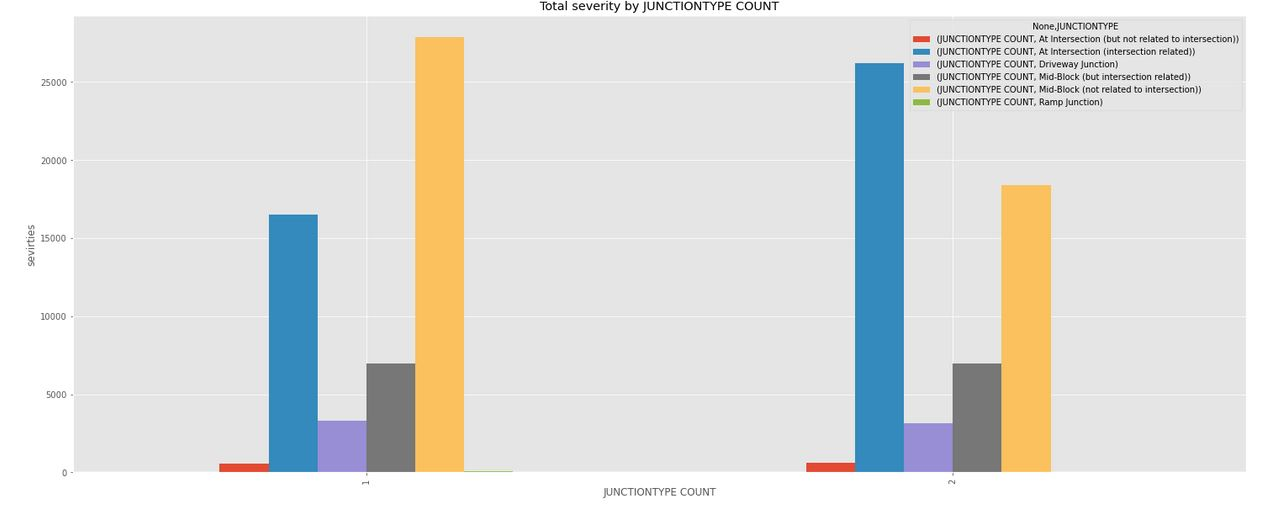 Total severity by JUNCTIONTYPE COUNT
None,JUNCTIONTYPE
(JUNCTIONTYPE COUNT, At Intersection (but not related to intersection))
(JUNCTIONTYPE COUNT, At Intersection (intersection related))
(JUNCTIONTYPE COUNT, Driveway Junction)
(JUNCTIONTYPE COUNT, Mid-Block (but intersection related))
(JUNCTIONTYPE COUNT, Mid-Block (not related to intersection))
(JUNCTIONTYPE COUNT, Ramp Junction)
25000
20000
15000
10000
5000
0
sevirties
1
2
JUNCTIONTYPE COUNT